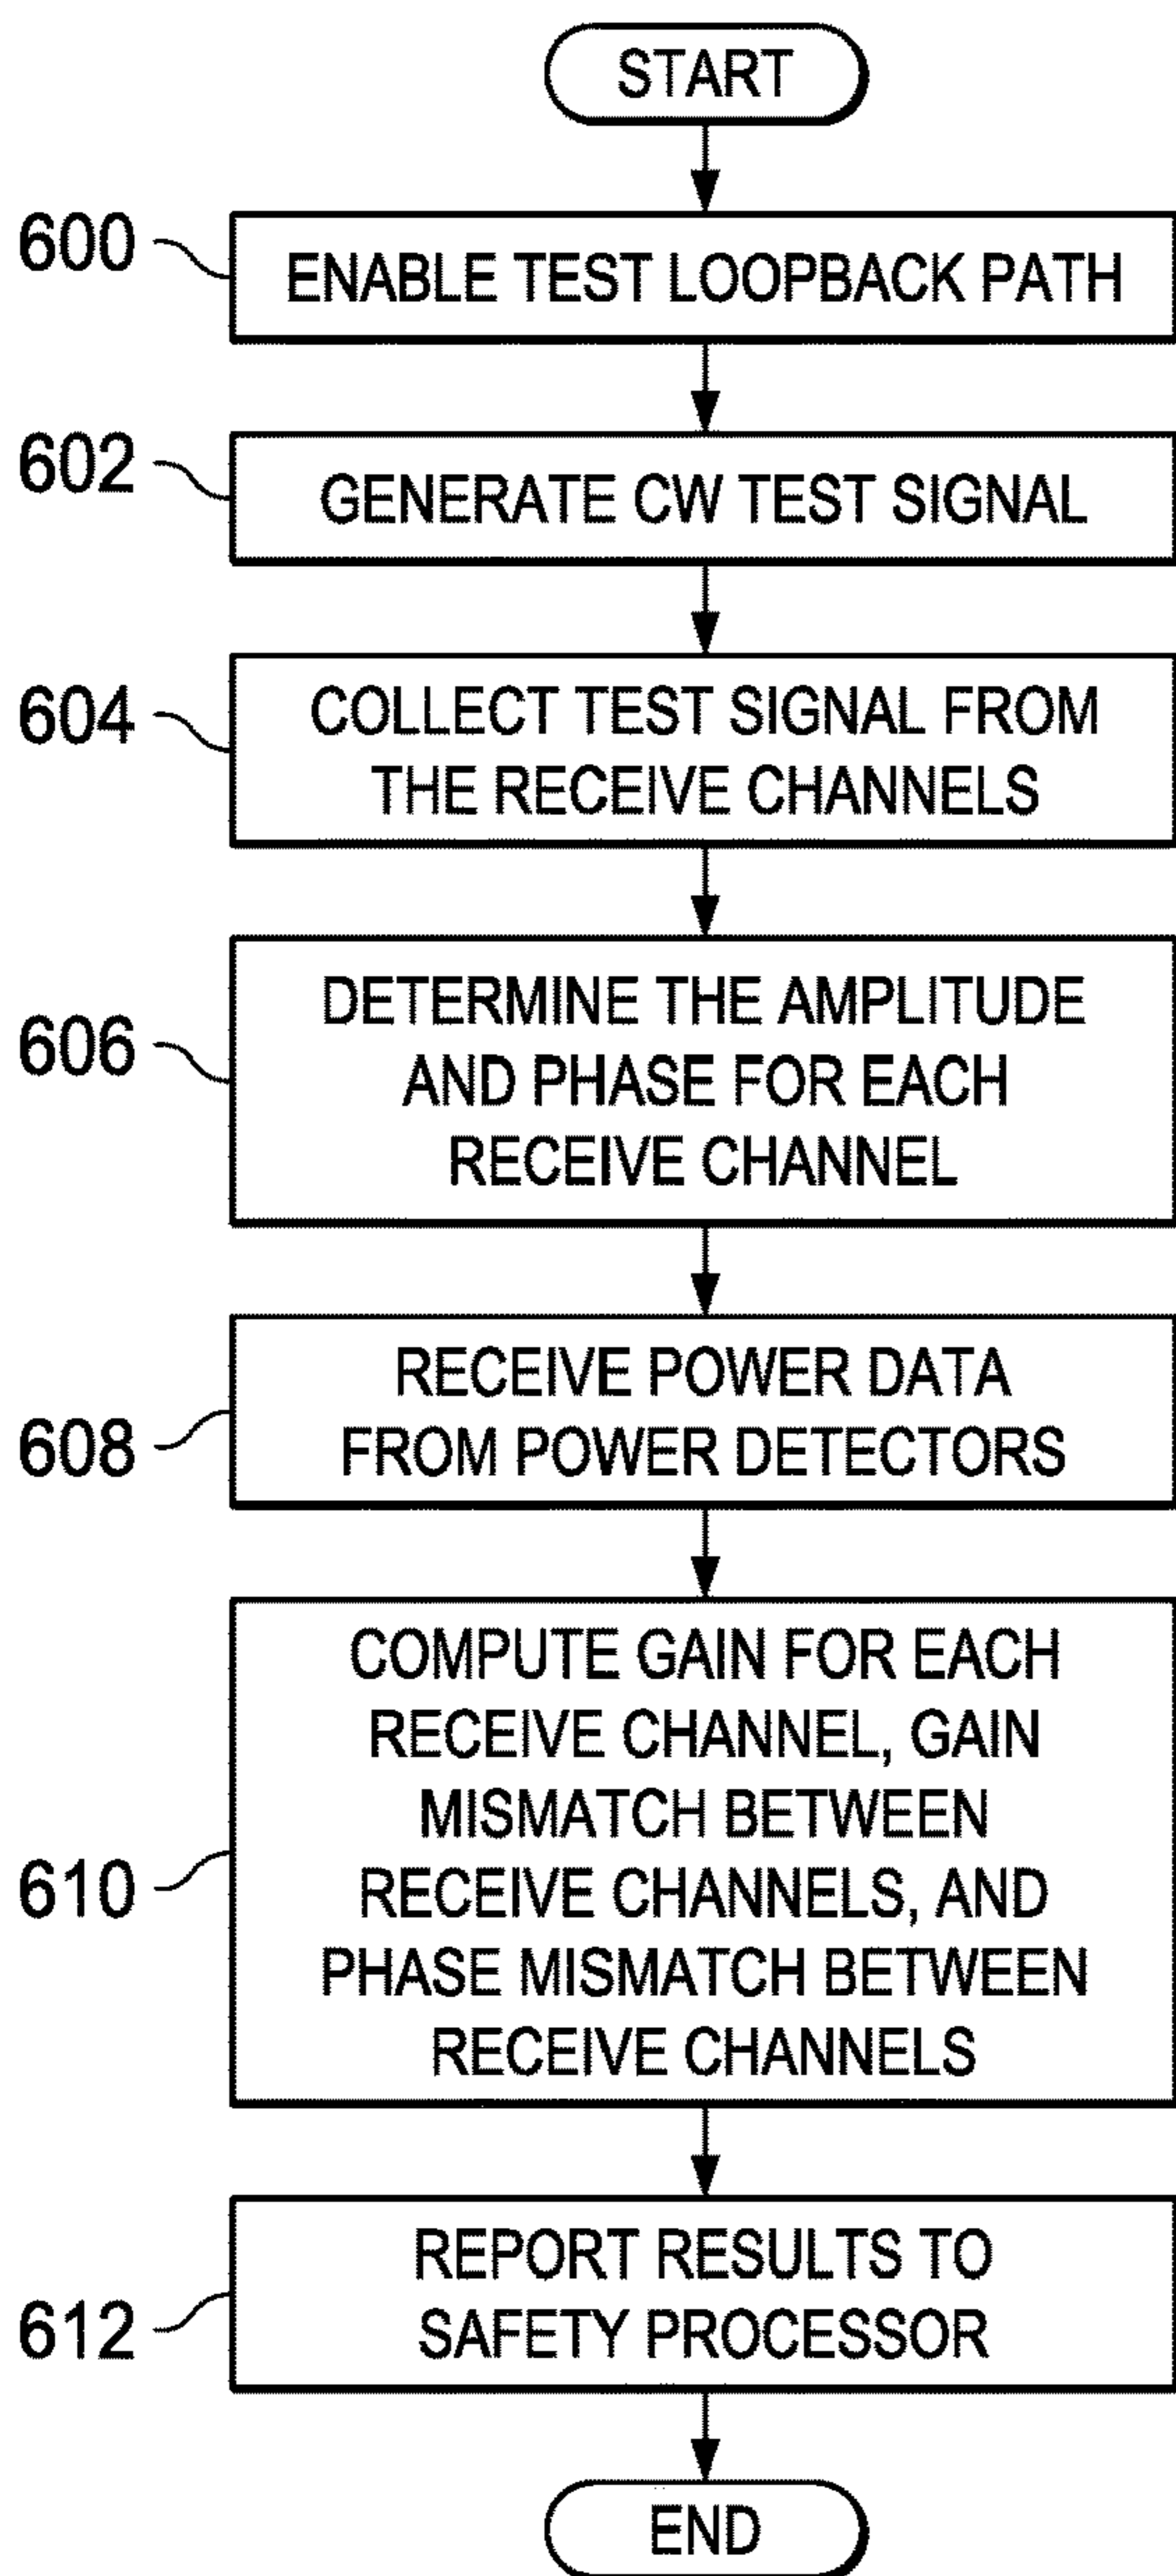 START
600
ENABLE TEST LOOPBACK PATH
602
GENERATE CW TEST SIGNAL
604
COLLECT TEST SIGNAL FROM
THE RECEIVE CHANNELS
606
DETERMINE THE AMPLITUDE
AND PHASE FOR EACH
RECEIVE CHANNEL
608
RECEIVE POWER DATA
FROM POWER DETECTORS
610
COMPUTE GAIN FOR EACH
RECEIVE CHANNEL, GAIN
MISMATCH BETWEEN
RECEIVE CHANNELS, AND
PHASE MISMATCH BETWEEN
RECEIVE CHANNELS
612
REPORT RESULTS TO
SAFETY PROCESSOR
END